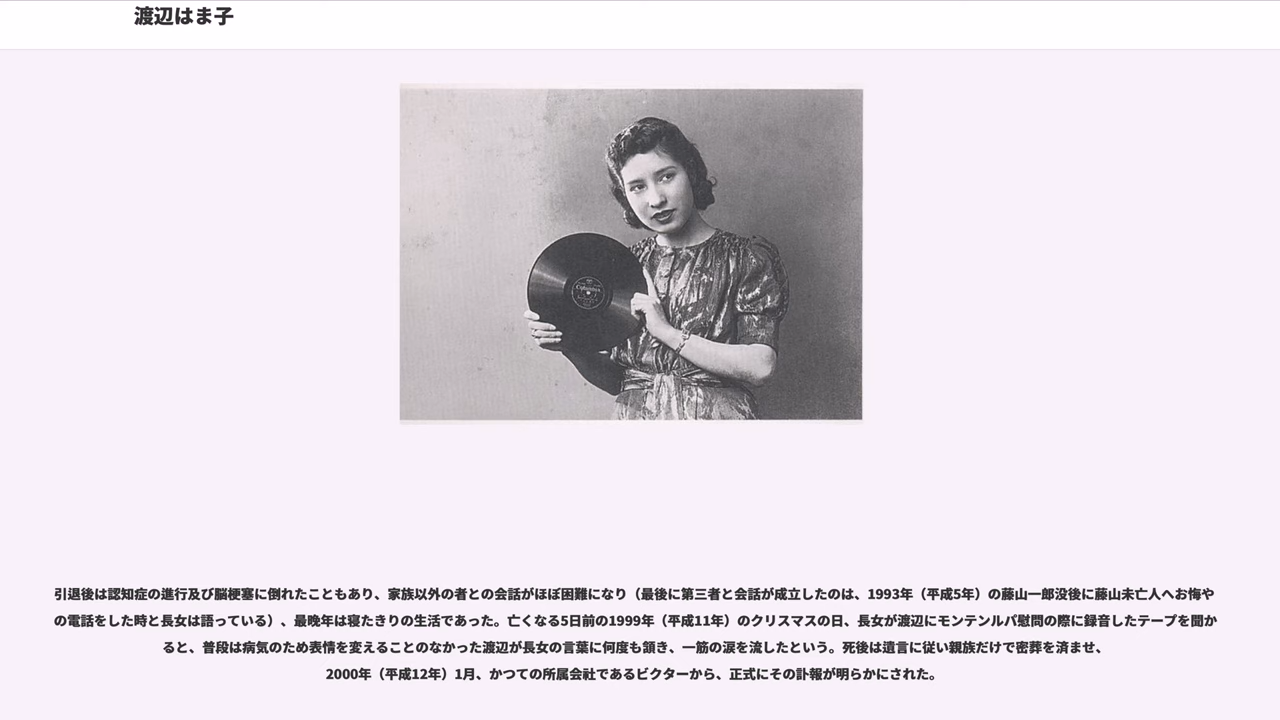 渡辺はま子
Columbia
引退後は認知症の進行及び脳梗塞に倒れたこともあり、家族以外の者との会話がほぼ困難になり（最後に第三者と会話が成立したのは、1993年（平成5年）の藤山一郎没後に藤山未亡人へお悔や
の電話をした時と長女は語っている）、最晩年は寝たきりの生活であった。亡くなる5日前の1999年（平成11年）のクリスマスの日、長女が渡辺にモンテンルパ慰問の際に録音したテープを聞か
ると、普段は病気のため表情を変えることのなかった渡辺が長女の言葉に何度も頷き、一筋の涙を流したという。死後は遺言に従い親族だけで密葬を済ませ、
2000年（平成12年）1月、かつての所属会社であるビクターから、正式にその訃報が明らかにされた。